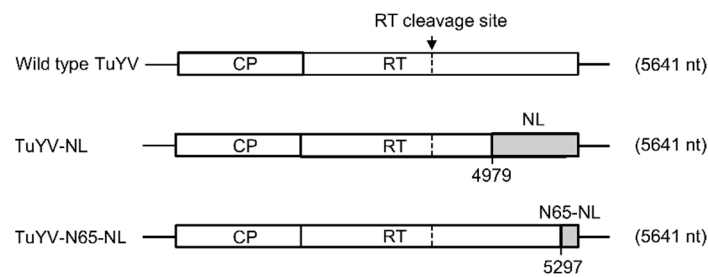 RT cleavage site
Wild type TuYV CP RT (5641 nt)
NL
TuYV-NL CP RT (5641 nt)
4979
N65-NL
TuYV-N65-NL CP RT (5641 nt)
5297